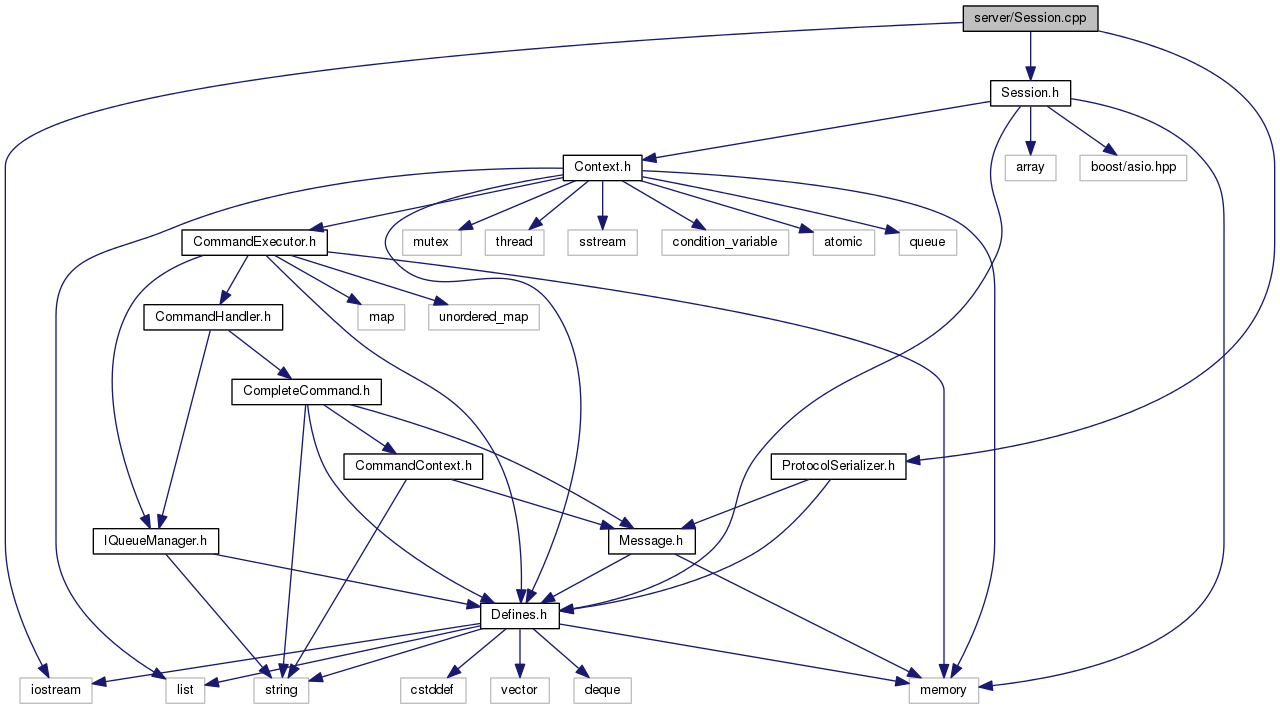 server/Session.cpp
Session.h
Context.h
array
boost/asio.hpp
CommandExecutor.h
mutex
thread
sstream
condition_variable
atomic
queue
CommandHandler.h
map
unordered_map
CompleteCommand.h
CommandContext.h
ProtocolSerializer.h
IQueueManager.h
Message.h
Defines.h
iostream
list
string
cstddef
vector
deque
memory